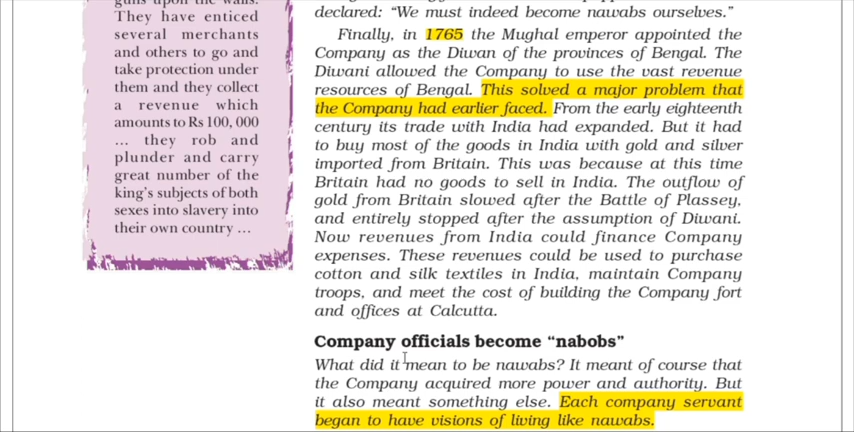 They have enticed
several merchants
and others to go and
take protection under
them and they collect
a revenue which
amounts to Rs 100, 000
... they rob and
plunder and carry
great number of the
king's subjects of both
sexes into slavery into
their own country ...
declared: “We must indeed become nawabs ourselves.”
Finally, in 1765 the Mughal emperor appointed the
Company as the Diwan of the provinces of Bengal. The
Diwani allowed the Company to use the vast revenue
resources of Bengal. This solved a major problem that
the Company had earlier faced. From the early eighteenth
century its trade with India had expanded. But it had
to buy most of the goods in India with gold and silver
imported from Britain. This was because at this time
Britain had no goods to sell in India. The outflow of
gold from Britain slowed after the Battle of Plassey,
and entirely stopped after the assumption of Diwani.
Now revenues from India could finance Company
expenses. These revenues could be used to purchase
cotton and silk textiles in India, maintain Company
troops, and meet the cost of building the Company fort
and offices at Calcutta.
Company officials become “nabobs”
What did it mean to be nawabs? It meant of course that
the Company acquired more power and authority. But
it also meant something else. Each company servant
began to have visions of living like nawabs.